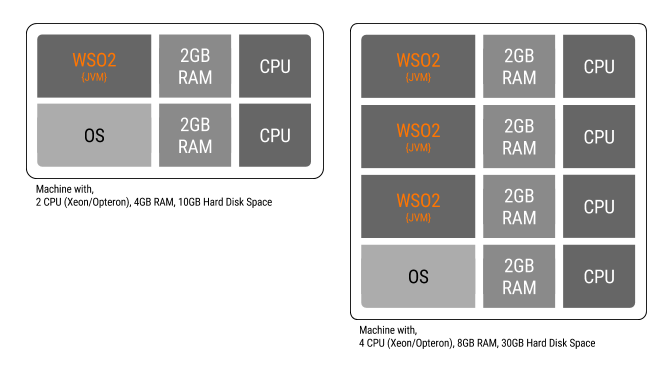 WSO2
(JVM)
2GB
RAM
CPU
OS
2GB
RAM
CPU
Machine with,
2 CPU (Xeon/Opteron), 4GB RAM, 10GB Hard Disk Space
WSO2
(JVM)
2GB
RAM
CPU
WSO2
(JVM)
2GB
RAM
CPU
WSO2
(JVM)
2GB
RAM
CPU
OS
2GB
RAM
CPU
Machine with,
4 CPU (Xeon/Opteron), 8GB RAM, 30GB Hard Disk Space